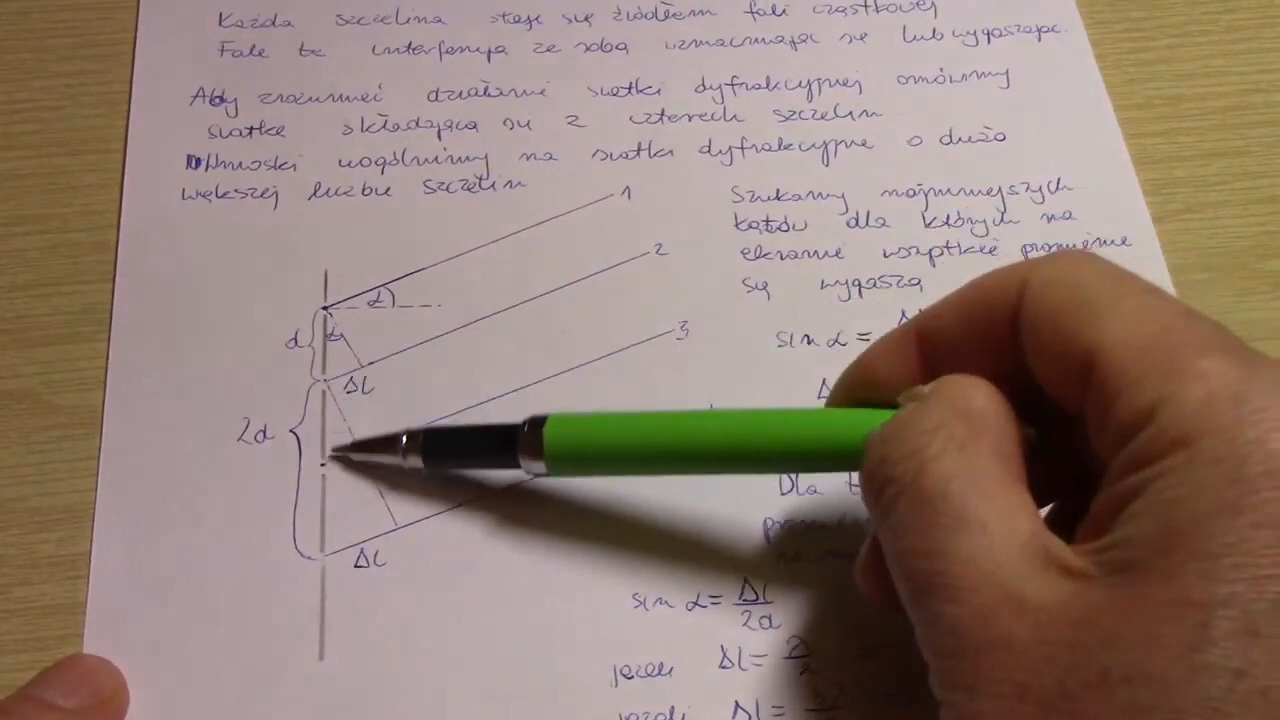 Każda szczelina staje się źródłem fali cząstkowej
Fale te interferują ze sobą wzmacniając się lub wygaszając.
Aby zrozumieć działanie siatki dyfrakcyjnej omówimy
siatkę składającą się z czterech szczelin
Wnioski uogólnimy na siatki dyfrakcyjne o dużo
większej liczbie szczelin
1
2
3
α
α
d
Δl
2d
Δl
Szukamy najmniejszych
kątów dla których na
ekranie wszystkie promienie
się wygaszą
sin α =
Dla
sin α = Δl/2d
jeżeli Δl = λ/2
jeżeli Δl =